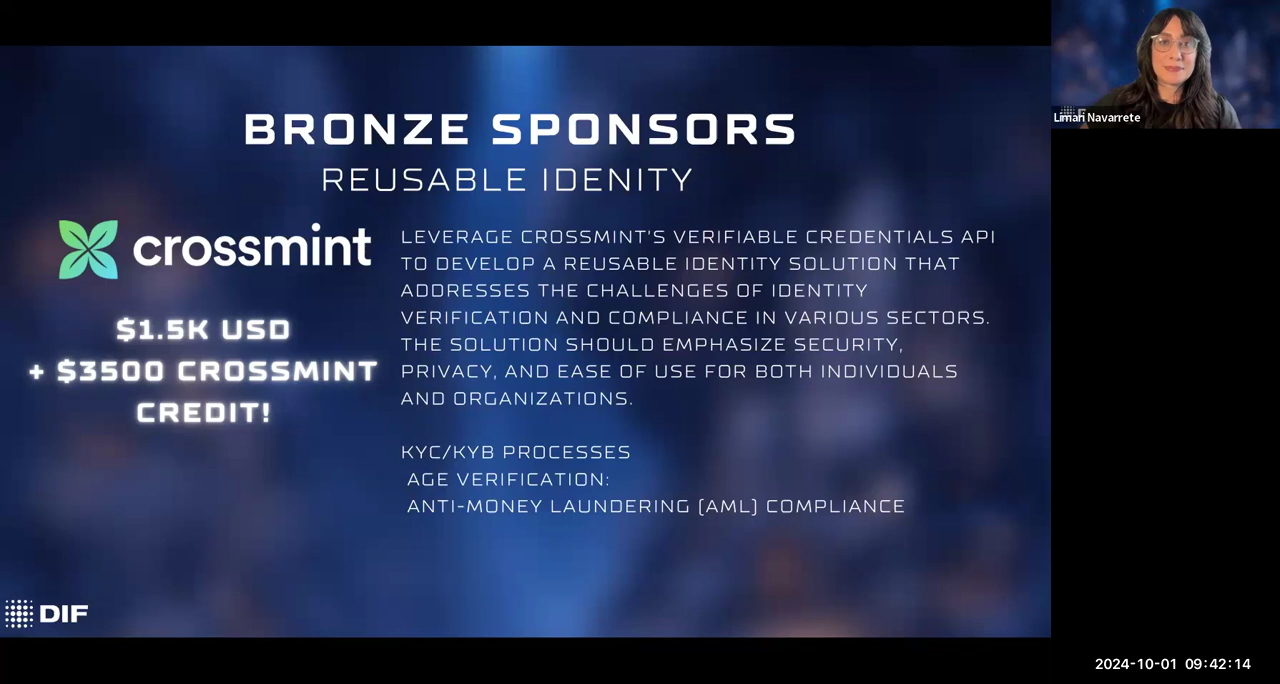 BRONZE SPONSORS
REUSABLE IDENITY
crossmint
$1.5K USD
+ $3500 CROSSMINT
CREDIT!
LEVERAGE CROSSMINT'S VERIFIABLE CREDENTIALS API
TO DEVELOP A REUSABLE IDENTITY SOLUTION THAT
ADDRESSES THE CHALLENGES OF IDENTITY
VERIFICATION AND COMPLIANCE IN VARIOUS SECTORS.
THE SOLUTION SHOULD EMPHASIZE SECURITY,
PRIVACY, AND EASE OF USE FOR BOTH INDIVIDUALS
AND ORGANIZATIONS.
KYC/KYB PROCESSES
AGE VERIFICATION:
ANTI-MONEY LAUNDERING (AML) COMPLIANCE
DIF
Limari Navarrete
2024-10-01 09:42:14